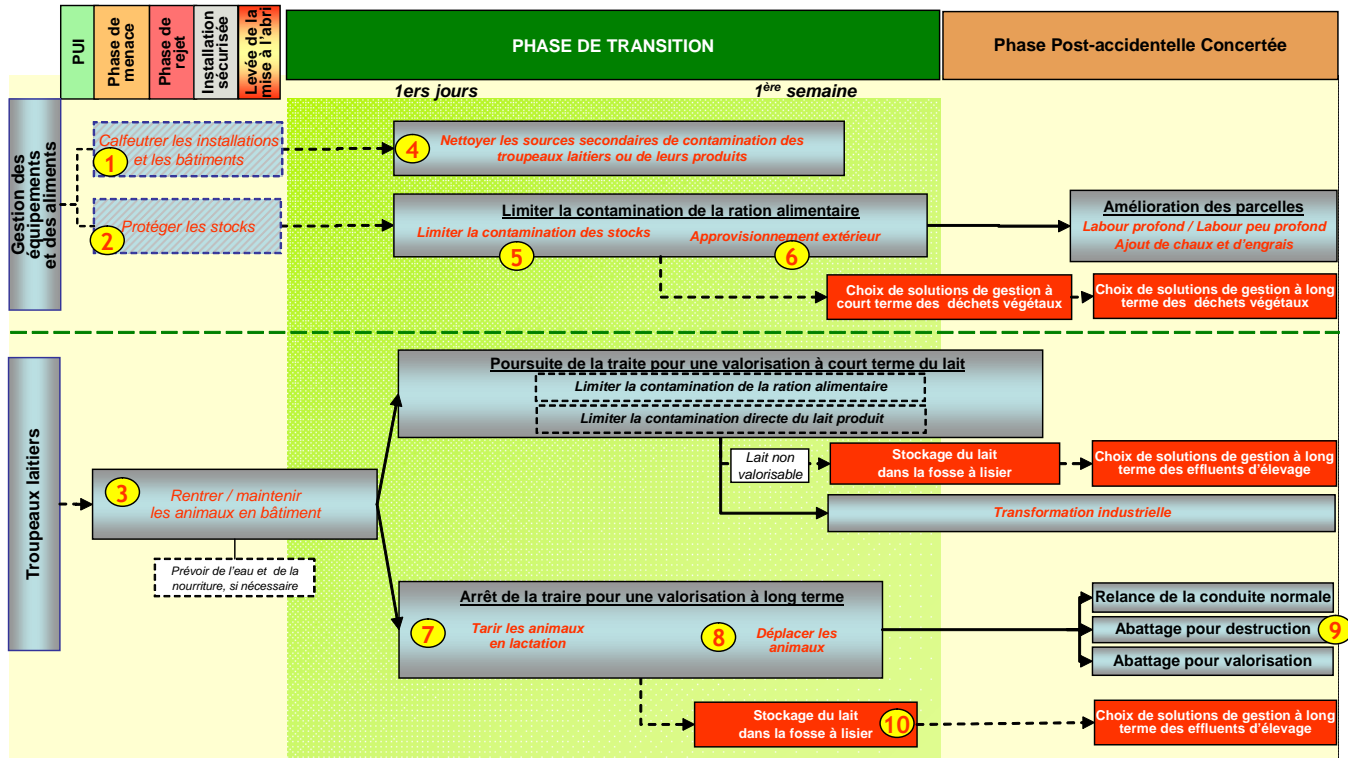 PUI
Phase de
menace
Phase de
rejet
Installation
sécurisée
Levée de la
mise à l'abri
PHASE DE TRANSITION
Phase Post-accidentelle Concertée
1ers jours
1ère semaine
Gestion des
équipements
et des aliments
Calfeutrer les installations
et les bâtiments
1
4
Nettoyer les sources secondaires de contamination des
troupeaux laitiers ou de leurs produits
Protéger les stocks
2
Limiter la contamination de la ration alimentaire
Limiter la contamination des stocks
Approvisionnement extérieur
5
6
Amélioration des parcelles
Labour profond / Labour peu profond
Ajout de chaux et d'engrais
Choix de solutions de gestion à
court terme des déchets végétaux
Choix de solutions de gestion à long
terme des déchets végétaux
Troupeaux laitiers
Poursuite de la traite pour une valorisation à court terme du lait
Limiter la contamination de la ration alimentaire
Limiter la contamination directe du lait produit
Lait non
valorisable
Stockage du lait
dans la fosse à lisier
Choix de solutions de gestion à long
terme des effluents d'élevage
Transformation industrielle
3
Rentrer / maintenir
les animaux en bâtiment
Prévoir de l'eau et de la
nourriture, si nécessaire
Arrêt de la traire pour une valorisation à long terme
7
Tarir les animaux
en lactation
8
Déplacer les
animaux
Relance de la conduite normale
Abattage pour destruction
9
Abattage pour valorisation
Stockage du lait
dans la fosse à lisier
10
Choix de solutions de gestion à long
terme des effluents d'élevage